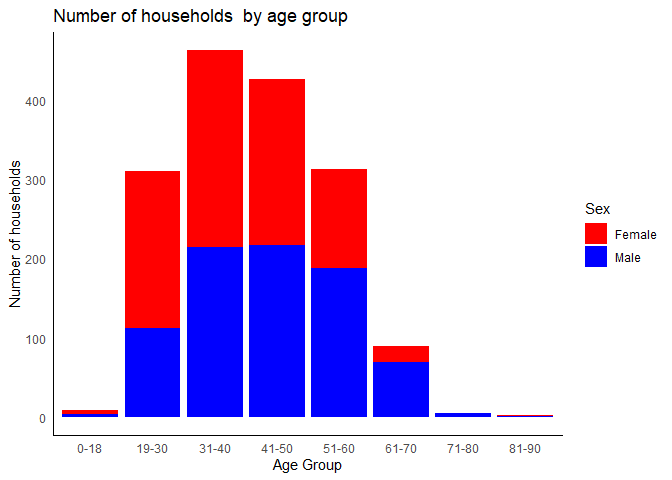 Number of households  by age group
Number of households
400
300
200
100
0
0-18 19-30 31-40 41-50 51-60 61-70 71-80 81-90
Age Group
Sex
Female
Male